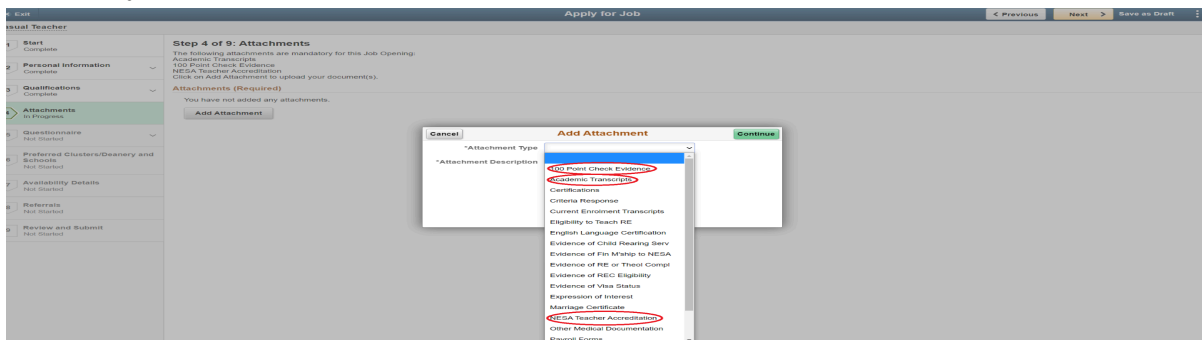 Exit
Apply for Job
Previous
Next
Save as Draft
Casual Teacher
1 Start
Complete
2 Personal Information
Complete
3 Qualifications
Complete
4 Attachments
In Progress
5 Questionnaire
Not Started
6 Preferred Clusters/Deanery and
Schools
Not Started
7 Availability Details
Not Started
8 Referrals
Not Started
9 Review and Submit
Not Started
Step 4 of 9: Attachments
The following attachments are mandatory for this Job Opening:
Academic Transcripts
100 Point Check Evidence
NESA Teacher Accreditation
Click on Add Attachment to upload your document(s).
Attachments (Required)
You have not added any attachments.
Add Attachment
Cancel
Add Attachment
Continue
*Attachment Type
*Attachment Description
100 Point Check Evidence
Academic Transcripts
Certifications
Criteria Response
Current Enrolment Transcripts
Eligibility to Teach RE
English Language Certification
Evidence of Child Rearing Serv
Evidence of Fin M'ship to NESA
Evidence of RE or Theol Compl
Evidence of REC Eligibility
Evidence of Visa Status
Expression of Interest
Marriage Certificate
NESA Teacher Accreditation
Other Medical Documentation
Payroll Forms